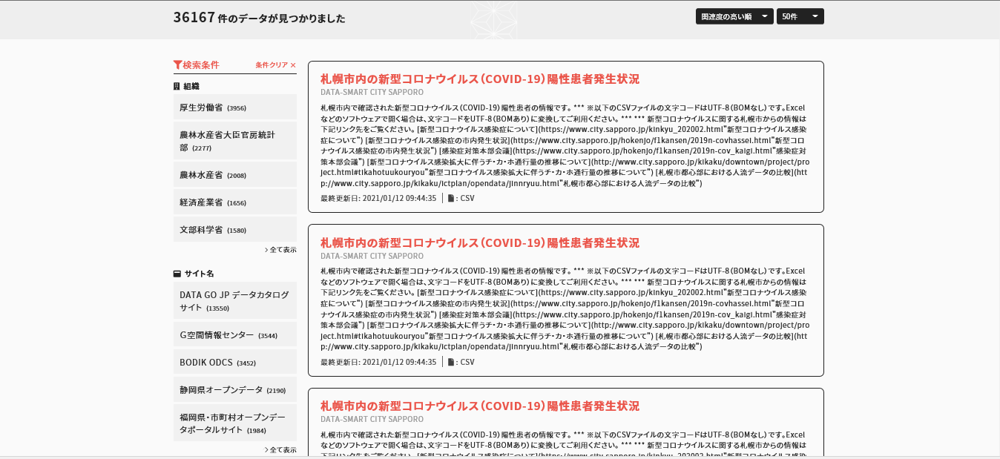 36167 件のデータが見つかりました
関連度の高い順
50件
検索条件
条件クリア ×
組織
厚生労働省 (3956)
農林水産省大臣官房統計
部 (2277)
農林水産省 (2008)
経済産業省 (1656)
文部科学省 (1580)
> 全て表示
サイト名
DATA GO JP データカタログ
サイト (13550)
G空間情報センター (3544)
BODIK ODCS (3452)
静岡県オープンデータ (2190)
福岡県・市町村オープンデー
タポータルサイト (1984)
> 全て表示
札幌市内の新型コロナウイルス（COVID-19）陽性患者発生状況
DATA-SMART CITY SAPPORO
札幌市内で確認された新型コロナウイルス（COVID-19）陽性患者の情報です。 *** ※以下のCSVファイルの文字コードはUTF-8（BOMなし）です。Excel
などのソフトウェアで開く場合は、文字コードをUTF-8（BOMあり）に変換してご利用ください。 *** *** 新型コロナウイルスに関する札幌市からの情報は
下記リンク先をご覧ください。 [新型コロナウイルス感染症について](https://www.city.sapporo.jp/kinkyu_202002.html"新型コロナウイルス感染
症について") [新型コロナウイルス感染症の市内発生状況](https://www.city.sapporo.jp/hokenjo/f1kansen/2019n-covhassei.html"新型コロ
ナウイルス感染症の市内発生状況") [感染症対策本部会議](https://www.city.sapporo.jp/hokenjo/f1kansen/2019n-cov_kaigi.html"感染症対
策本部会議") [新型コロナウイルス感染拡大に伴うチ・カ・ホ通行量の推移について](http://www.city.sapporo.jp/kikaku/downtown/project/pro
ject.html#tikahotuukouryou"新型コロナウイルス感染拡大に伴うチ・カ・ホ通行量の推移について") [札幌市都心部における人流データの比較](htt
p://www.city.sapporo.jp/kikaku/ictplan/opendata/jinnryuu.html"札幌市都心部における人流データの比較")
最終更新日: 2021/01/12 09:44:35 : CSV
札幌市内の新型コロナウイルス（COVID-19）陽性患者発生状況
DATA-SMART CITY SAPPORO
札幌市内で確認された新型コロナウイルス（COVID-19）陽性患者の情報です。 *** ※以下のCSVファイルの文字コードはUTF-8（BOMなし）です。Excel
などのソフトウェアで開く場合は、文字コードをUTF-8（BOMあり）に変換してご利用ください。 *** *** 新型コロナウイルスに関する札幌市からの情報は
下記リンク先をご覧ください。 [新型コロナウイルス感染症について](https://www.city.sapporo.jp/kinkyu_202002.html"新型コロナウイルス感染
症について") [新型コロナウイルス感染症の市内発生状況](https://www.city.sapporo.jp/hokenjo/f1kansen/2019n-covhassei.html"新型コロ
ナウイルス感染症の市内発生状況") [感染症対策本部会議](https://www.city.sapporo.jp/hokenjo/f1kansen/2019n-cov_kaigi.html"感染症対
策本部会議") [新型コロナウイルス感染拡大に伴うチ・カ・ホ通行量の推移について](http://www.city.sapporo.jp/kikaku/downtown/project/pro
ject.html#tikahotuukouryou"新型コロナウイルス感染拡大に伴うチ・カ・ホ通行量の推移について") [札幌市都心部における人流データの比較](htt
p://www.city.sapporo.jp/kikaku/ictplan/opendata/jinnryuu.html"札幌市都心部における人流データの比較")
最終更新日: 2021/01/12 09:44:35 : CSV
札幌市内の新型コロナウイルス（COVID-19）陽性患者発生状況
DATA-SMART CITY SAPPORO
札幌市内で確認された新型コロナウイルス（COVID-19）陽性患者の情報です。 *** ※以下のCSVファイルの文字コードはUTF-8（BOMなし）です。Excel
などのソフトウェアで開く場合は、文字コードをUTF-8（BOMあり）に変換してご利用ください。 *** *** 新型コロナウイルスに関する札幌市からの情報は